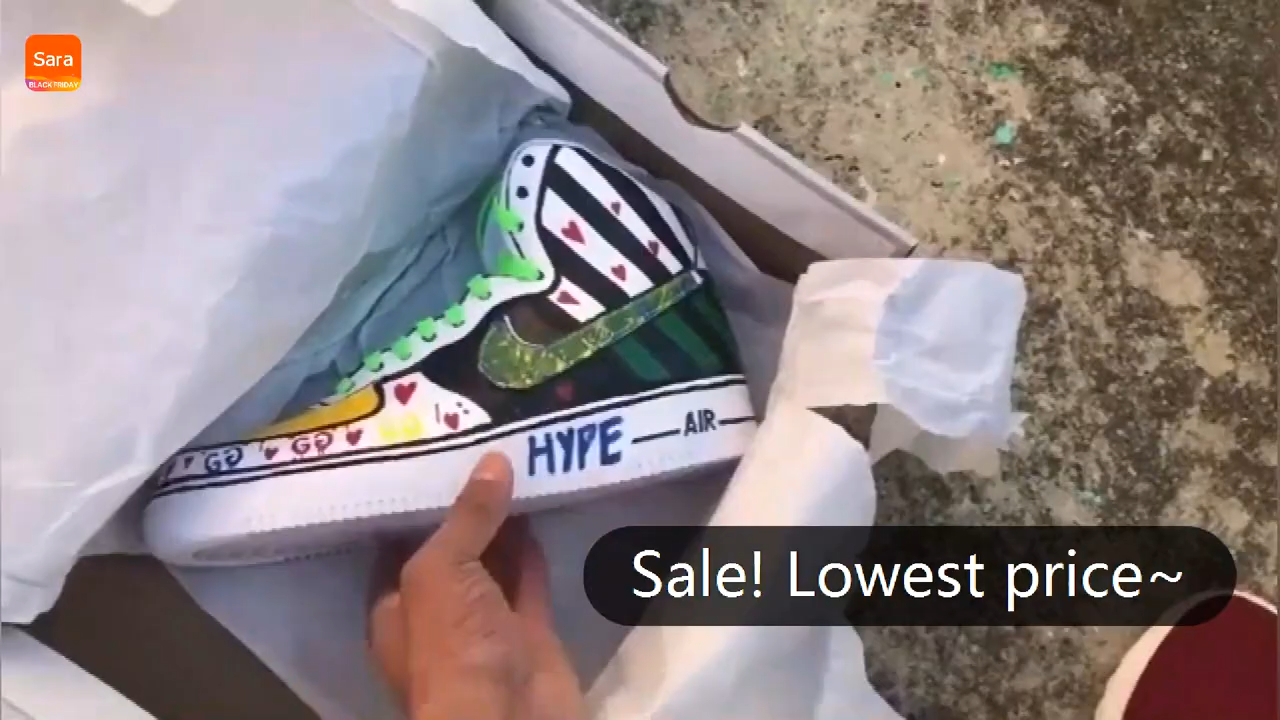 Sara
BLACK FRIDAY
GG GG
HYPE — AIR —
Sale! Lowest price~